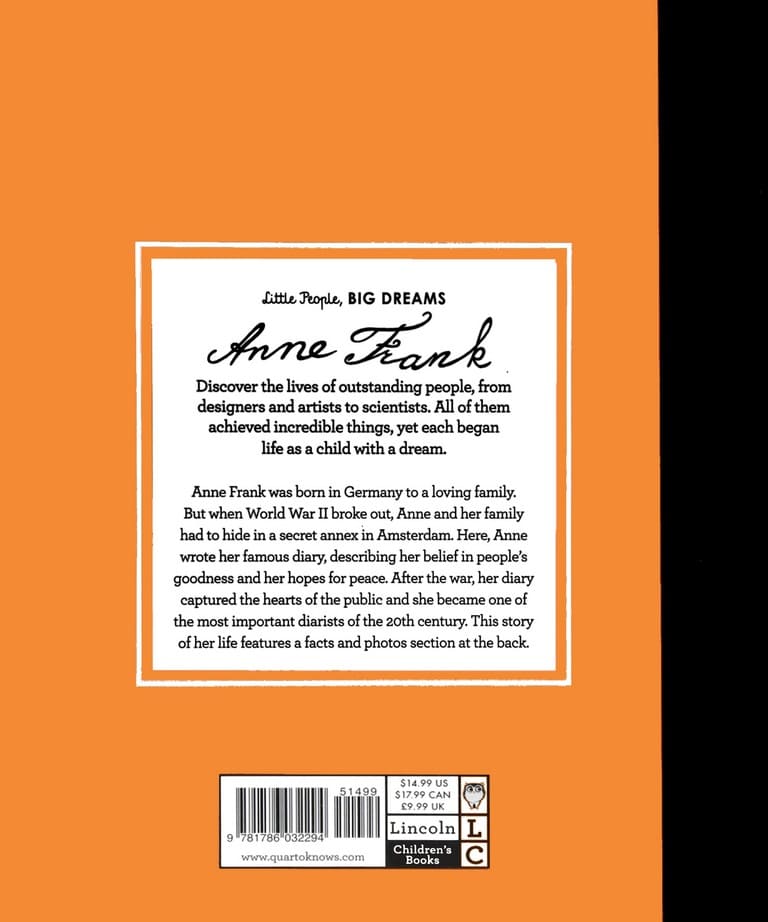 Little People, BIG DREAMS
Anne Frank
Discover the lives of outstanding people, from
designers and artists to scientists. All of them
achieved incredible things, yet each began
life as a child with a dream.
Anne Frank was born in Germany to a loving family.
But when World War II broke out, Anne and her family
had to hide in a secret annex in Amsterdam. Here, Anne
wrote her famous diary, describing her belief in people's
goodness and her hopes for peace. After the war, her diary
captured the hearts of the public and she became one of
the most important diarists of the 20th century. This story
of her life features a facts and photos section at the back.
51499
9 781786 032294
www.quartoknows.com
$14.99 US
$17.99 CAN
£9.99 UK
Lincoln
Children's
Books
L
C